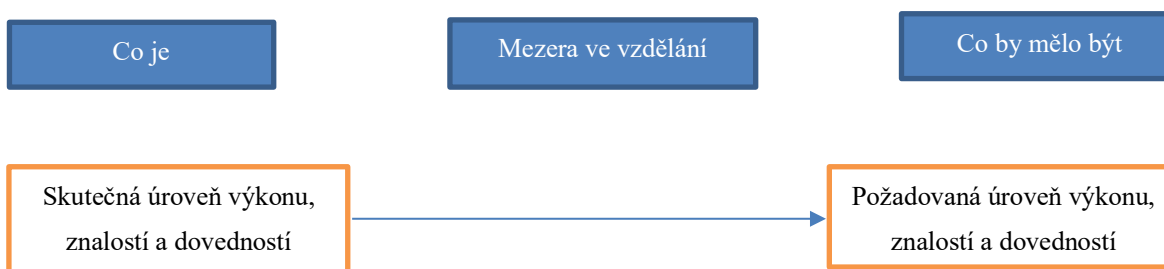 Co je
Mezera ve vzdělání
Co by mělo být
Skutečná úroveň výkonu,
znalostí a dovedností
Požadovaná úroveň výkonu,
znalostí a dovedností